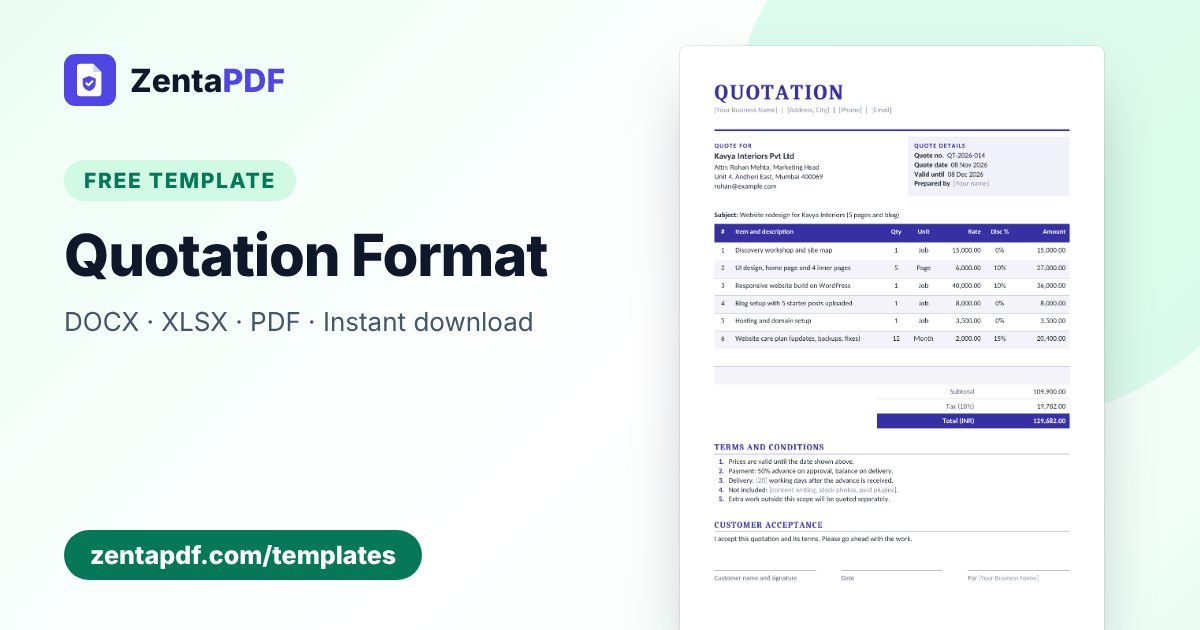 ZentaPDF
FREE TEMPLATE
Quotation Format
DOCX · XLSX · PDF · Instant download
zentapdf.com/templates
QUOTATION
[Your Business Name] | [Address, City] | [Phone] | [Email]
QUOTE FOR
Kavya Interiors Pvt Ltd
Attn: Rohan Mehta, Marketing Head
Unit 4, Andheri East, Mumbai 400069
rohan@example.com
QUOTE DETAILS
Quote no. QT-2026-014
Quote date 08 Nov 2026
Valid until 08 Dec 2026
Prepared by [Your name]
Subject: Website redesign for Kavya Interiors (5 pages and blog)
# Item and description Qty Unit Rate Disc % Amount
1 Discovery workshop and site map 1 Job 15,000.00 0% 15,000.00
2 UI design, home page and 4 inner pages 5 Page 6,000.00 10% 27,000.00
3 Responsive website build on WordPress 1 Job 40,000.00 10% 36,000.00
4 Blog setup with 5 starter posts uploaded 1 Job 8,000.00 0% 8,000.00
5 Hosting and domain setup 1 Job 3,500.00 0% 3,500.00
6 Website care plan (updates, backups, fixes) 12 Month 2,000.00 15% 20,400.00
Subtotal 109,900.00
Tax (18%) 19,782.00
Total (INR) 129,682.00
TERMS AND CONDITIONS
1. Prices are valid until the date shown above.
2. Payment: 50% advance on approval, balance on delivery.
3. Delivery: [20] working days after the advance is received.
4. Not included: [content writing, stock photos, paid plugins].
5. Extra work outside this scope will be quoted separately.
CUSTOMER ACCEPTANCE
I accept this quotation and its terms. Please go ahead with the work.
Customer name and signature Date For [Your Business Name]